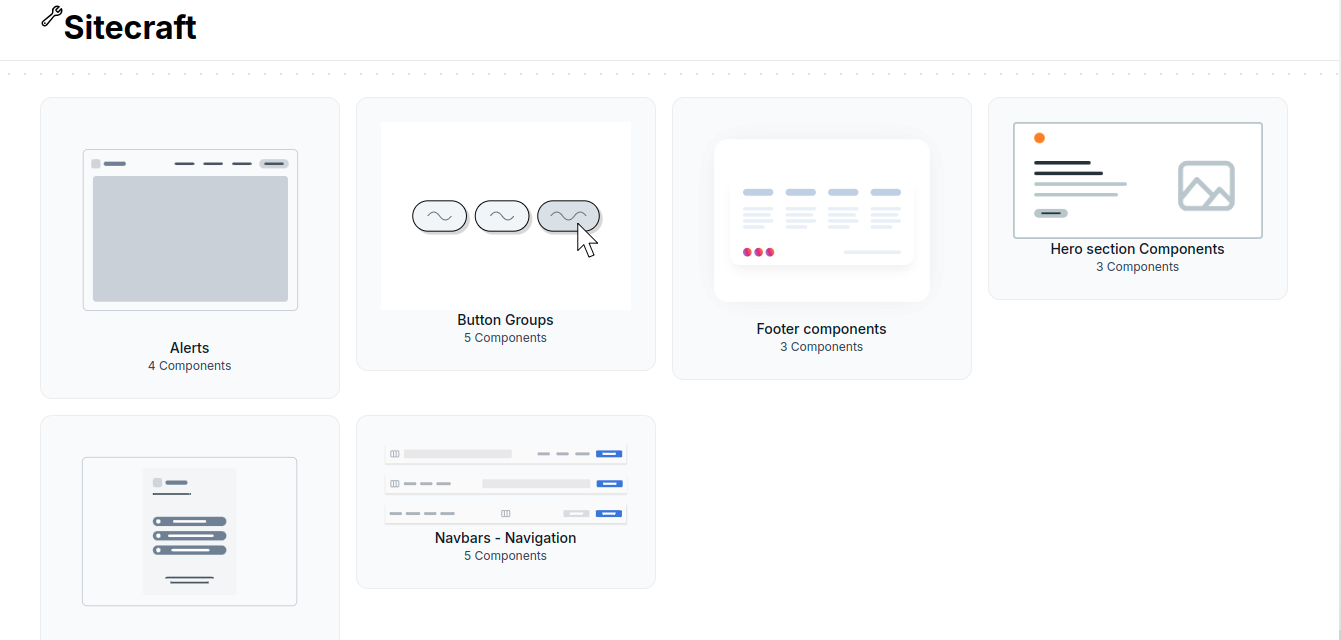 Sitecraft
Alerts
4 Components
Button Groups
5 Components
Footer components
3 Components
Hero section Components
3 Components
Navbars - Navigation
5 Components